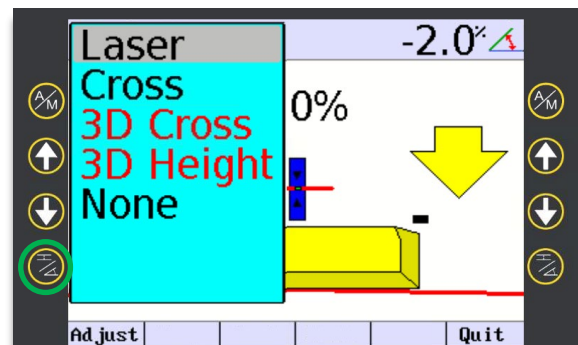 Laser
-2.0%
Cross
0%
3D Cross
3D Height
None
A/M
A/M
Adjust
Quit